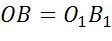 OB = O₁B₁